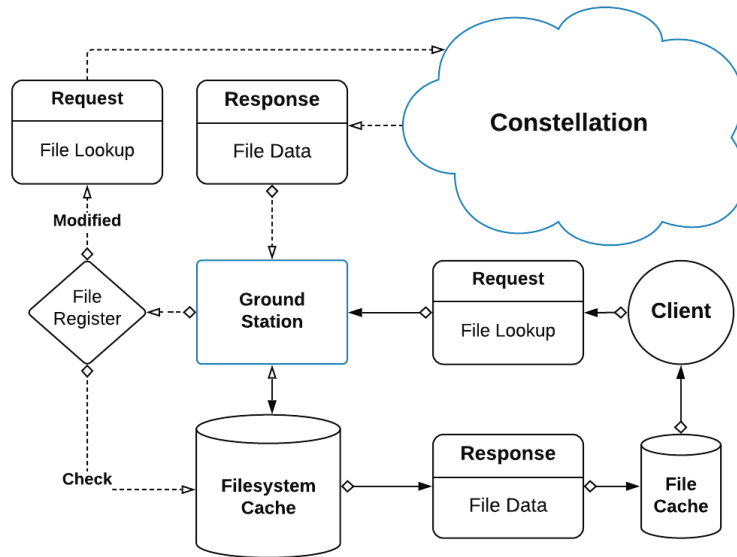 Request
File Lookup
Response
File Data
Constellation
Modified
File
Register
Ground
Station
Request
File Lookup
Client
Check
Filesystem
Cache
Response
File Data
File
Cache